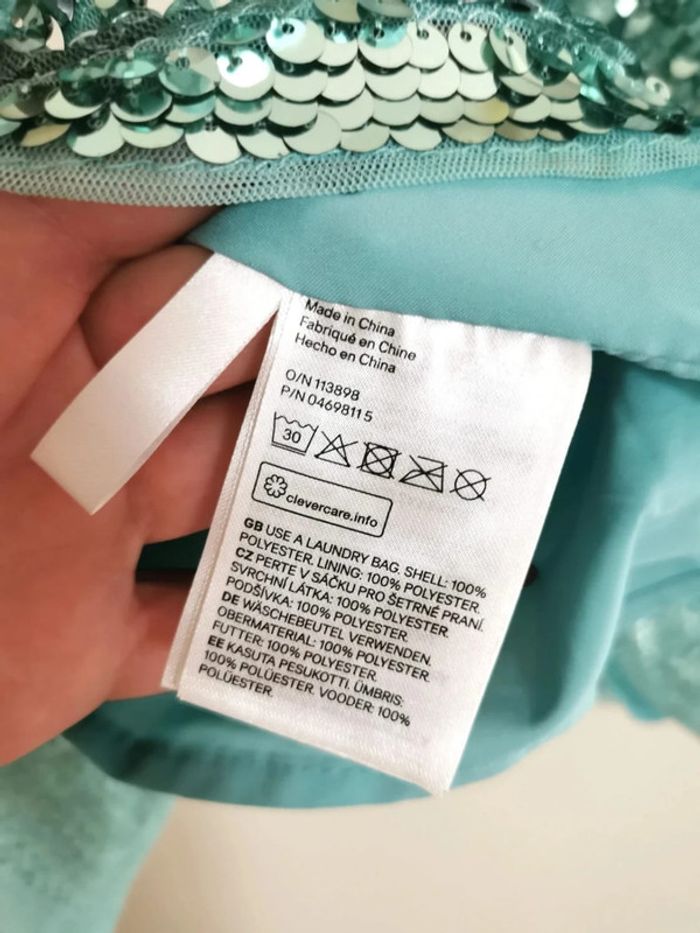 Made in China
Fabriqué en Chine
Hecho en China
O/N 113898
P/N 04698115
30
clevercare.info
GB USE A LAUNDRY BAG. SHELL: 100%
POLYESTER. LINING: 100% POLYESTER.
CZ PERTE V SÁČKU PRO ŠETRNÉ PRANÍ.
SVRCHNÍ LÁTKA: 100% POLYESTER.
PODŠÍVKA: 100% POLYESTER.
DE WÄSCHEBEUTEL VERWENDEN.
OBERMATERIAL: 100% POLYESTER.
FUTTER: 100% POLYESTER.
EE KASUTA PESUKOTTI. ÜMBRIS:
100% POLÜESTER. VOODER: 100%
POLÜESTER.